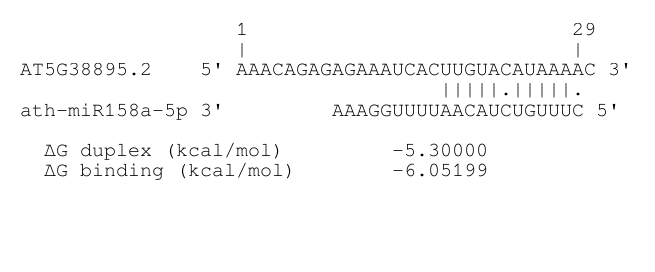 1 29
| |
AT5G38895.2 5' AAACAGAGAGAAAUCACUUGUACAUAAAAC 3'
|||||.|||||.
ath-miR158a-5p 3' AAAGGUUUUAACAUCUGUUUC 5'
ΔG duplex (kcal/mol) -5.30000
ΔG binding (kcal/mol) -6.05199